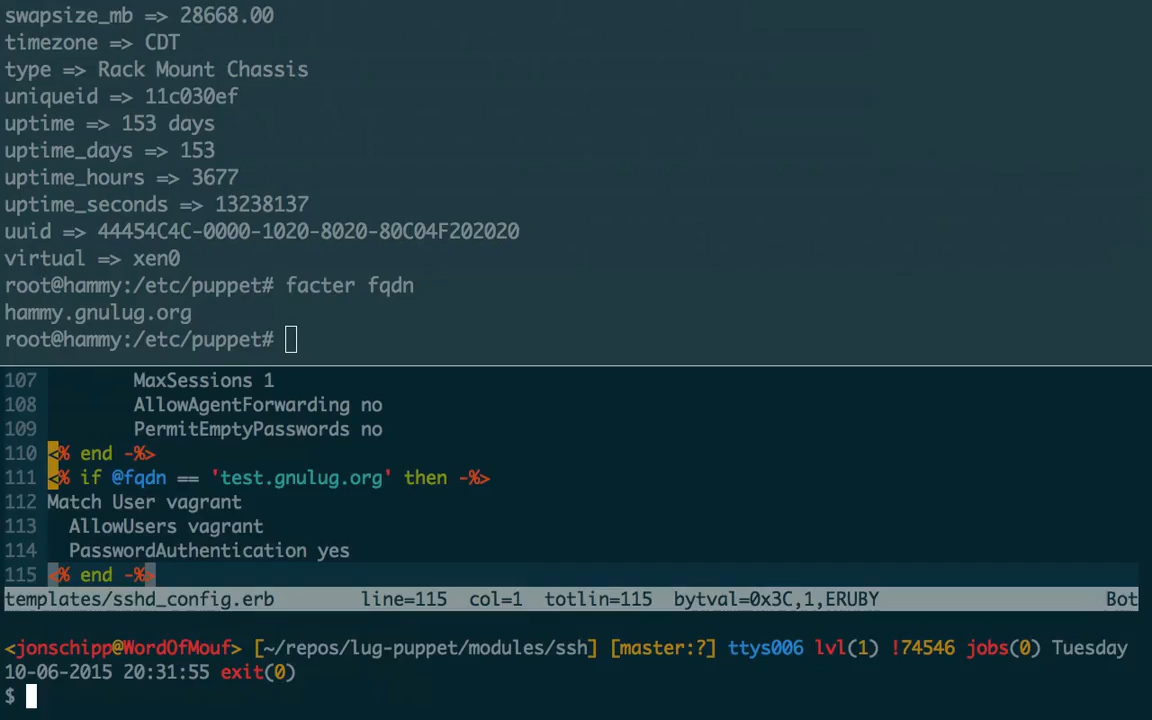 swapsize_mb => 28668.00
timezone => CDT
type => Rack Mount Chassis
uniqueid => 11c030ef
uptime => 153 days
uptime_days => 153
uptime_hours => 3677
uptime_seconds => 13238137
uuid => 44454C4C-0000-1020-8020-80C04F202020
virtual => xen0
root@hammy:/etc/puppet# facter fqdn
hammy.gnulug.org
root@hammy:/etc/puppet#
107 MaxSessions 1
108 AllowAgentForwarding no
109 PermitEmptyPasswords no
110 <% end -%>
111 <% if @fqdn == 'test.gnulug.org' then -%>
112 Match User vagrant
113 AllowUsers vagrant
114 PasswordAuthentication yes
115 <% end -%>
templates/sshd_config.erb line=115 col=1 totlin=115 bytval=0x3C,1,ERUBY Bot
<jonschipp@WordOfMouf> [~/repos/lug-puppet/modules/ssh] [master:?] ttys006 lvl(1) !74546 jobs(0) Tuesday
10-06-2015 20:31:55 exit(0)
$